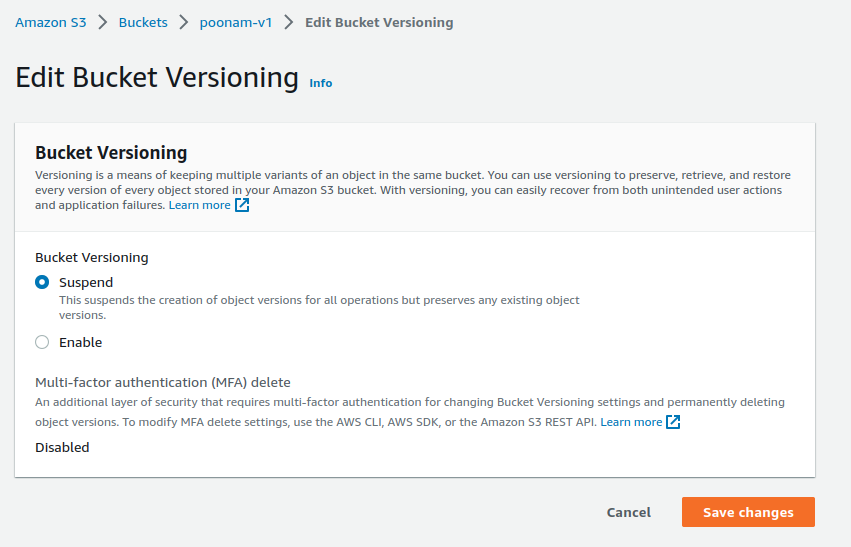 Amazon S3 > Buckets > poonam-v1 > Edit Bucket Versioning
Edit Bucket Versioning Info
Bucket Versioning
Versioning is a means of keeping multiple variants of an object in the same bucket. You can use versioning to preserve, retrieve, and restore
every version of every object stored in your Amazon S3 bucket. With versioning, you can easily recover from both unintended user actions
and application failures. Learn more
Bucket Versioning
Suspend
This suspends the creation of object versions for all operations but preserves any existing object
versions.
Enable
Multi-factor authentication (MFA) delete
An additional layer of security that requires multi-factor authentication for changing Bucket Versioning settings and permanently deleting
object versions. To modify MFA delete settings, use the AWS CLI, AWS SDK, or the Amazon S3 REST API. Learn more
Disabled
Cancel Save changes